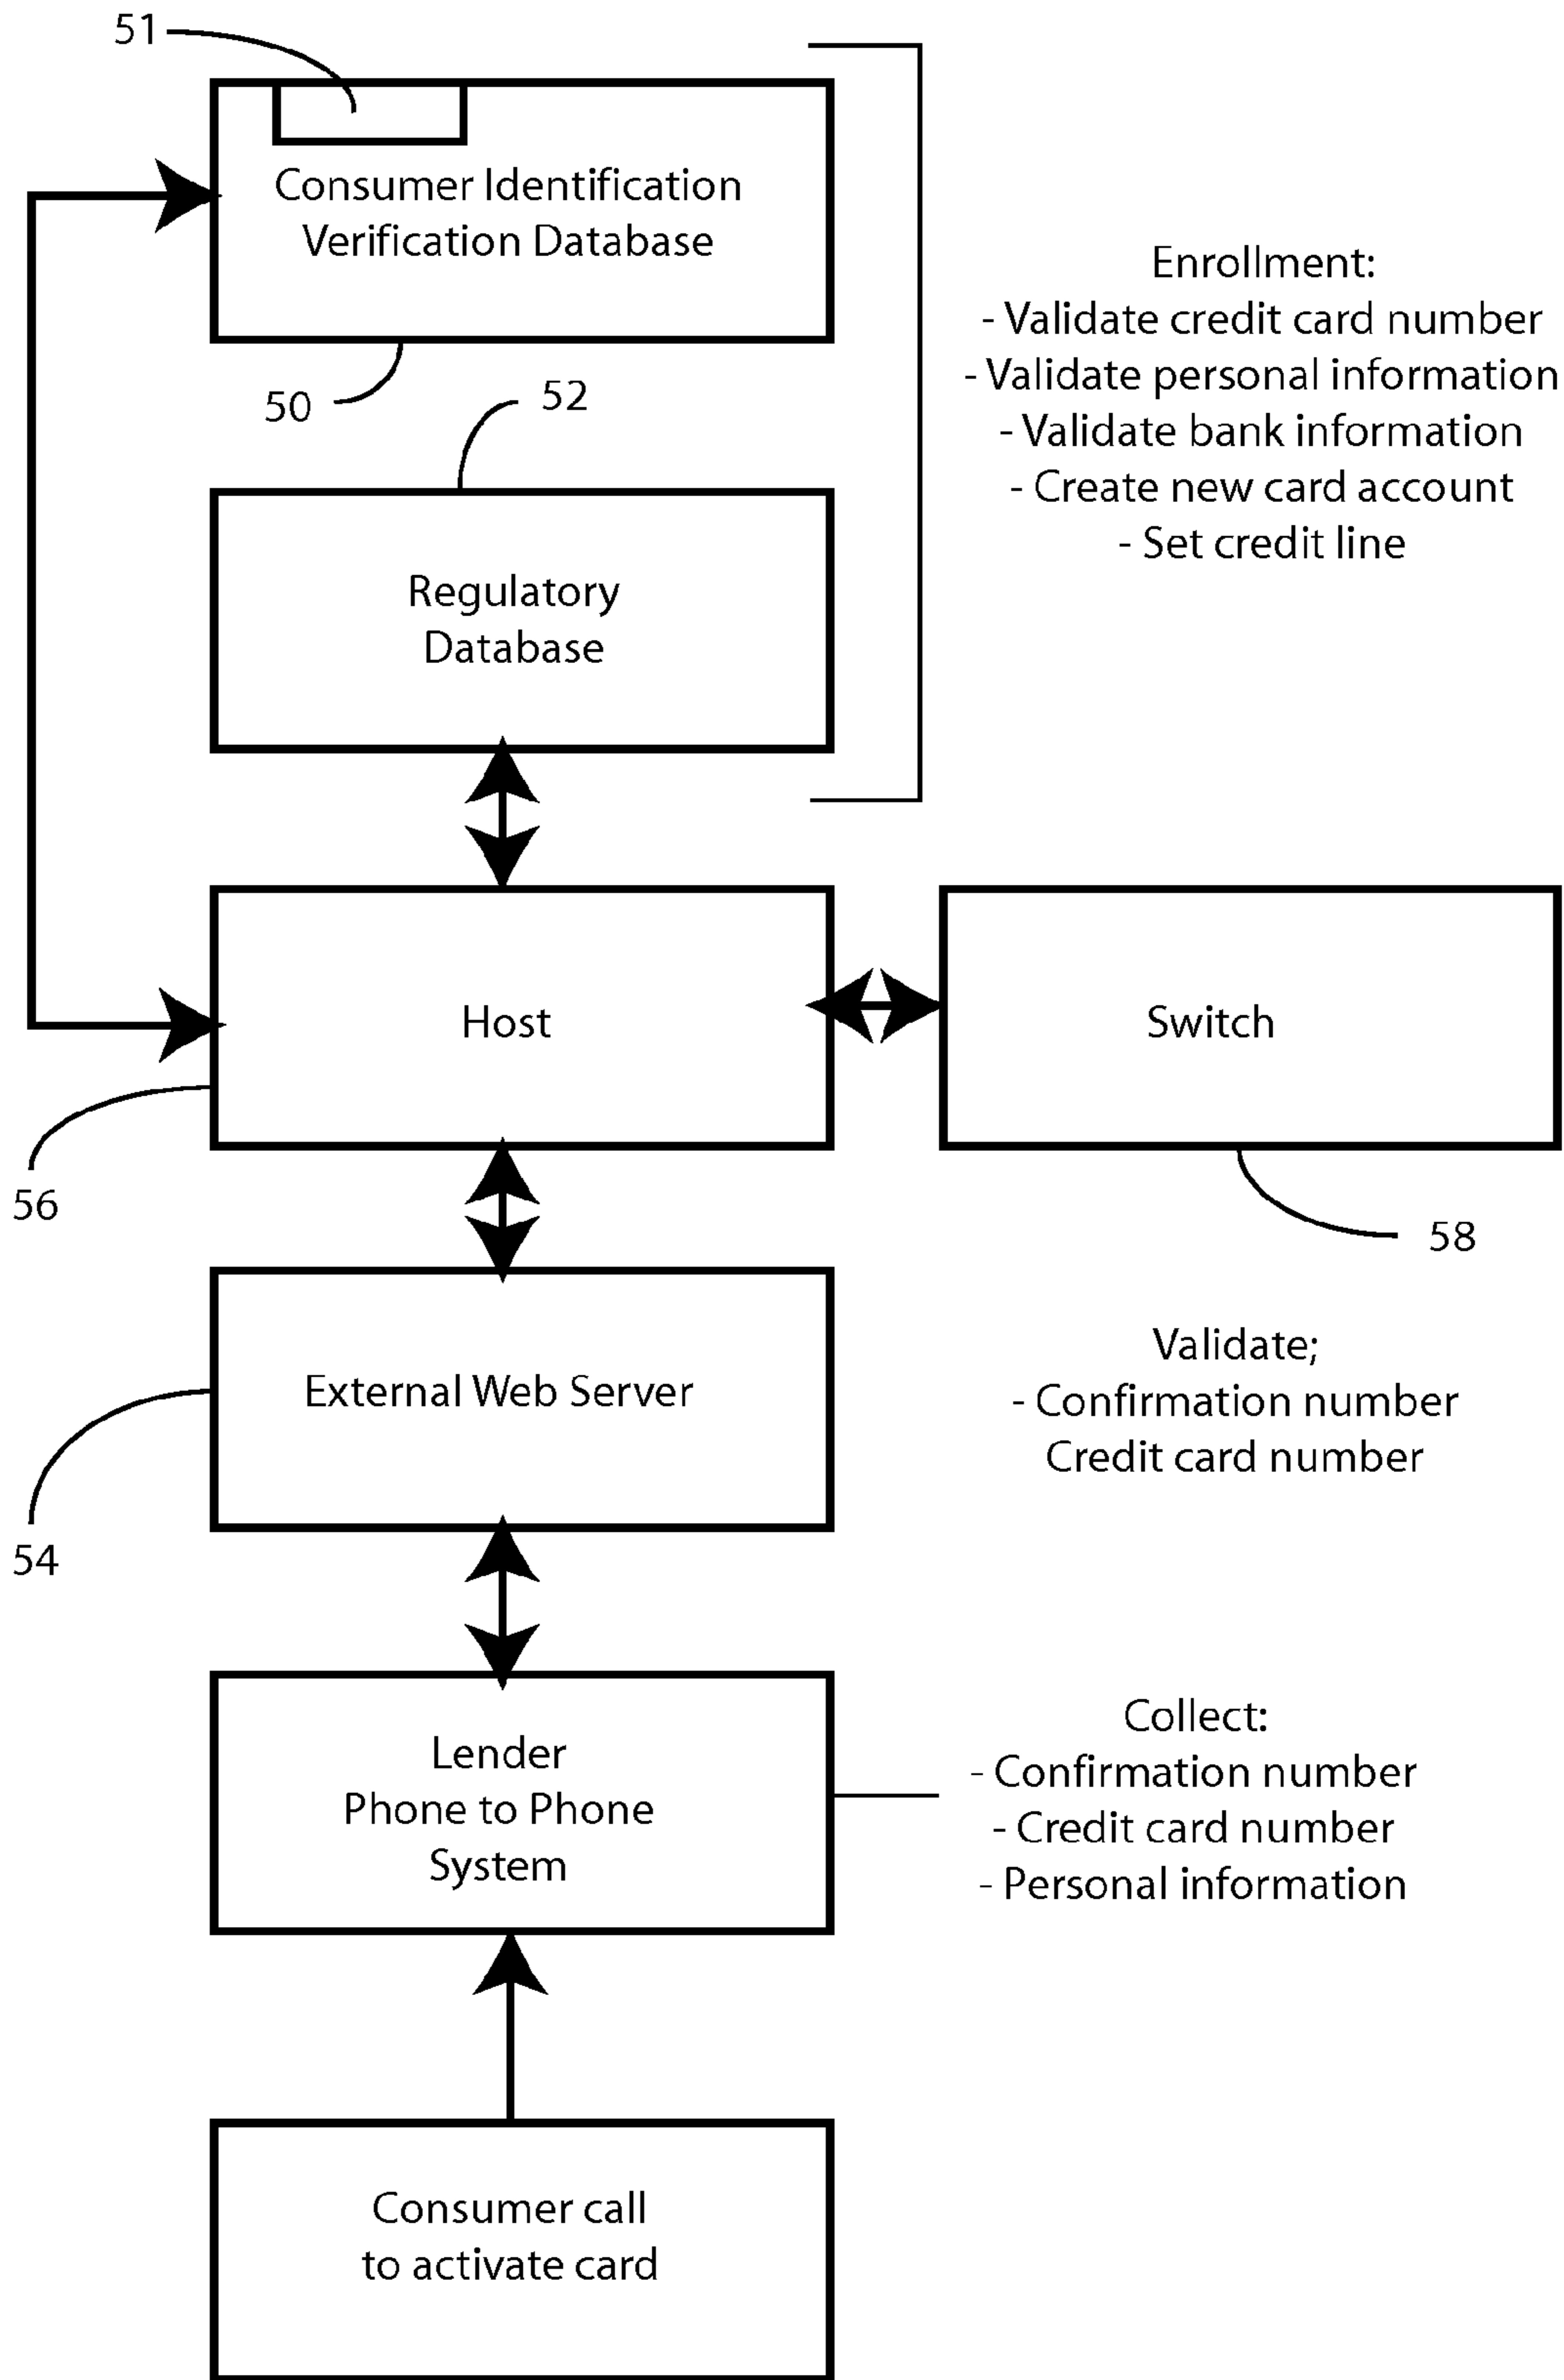 51
Consumer Identification
Verification Database
50
52
Enrollment:
- Validate credit card number
- Validate personal information
- Validate bank information
- Create new card account
- Set credit line
Regulatory
Database
Host
Switch
56
58
External Web Server
Validate;
- Confirmation number
Credit card number
54
Lender
Phone to Phone
System
Collect:
- Confirmation number
- Credit card number
- Personal information
Consumer call
to activate card